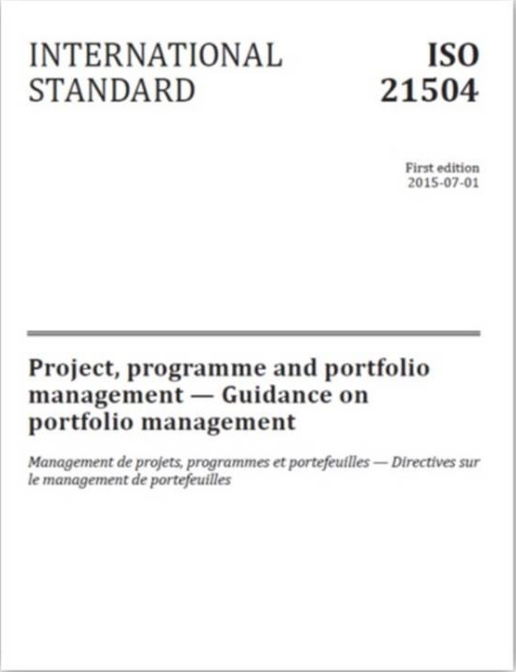 INTERNATIONAL
STANDARD
ISO
21504
First edition
2015-07-01
Project, programme and portfolio
management — Guidance on
portfolio management
Management de projets, programmes et portefeuilles — Directives sur
le management de portefeuilles